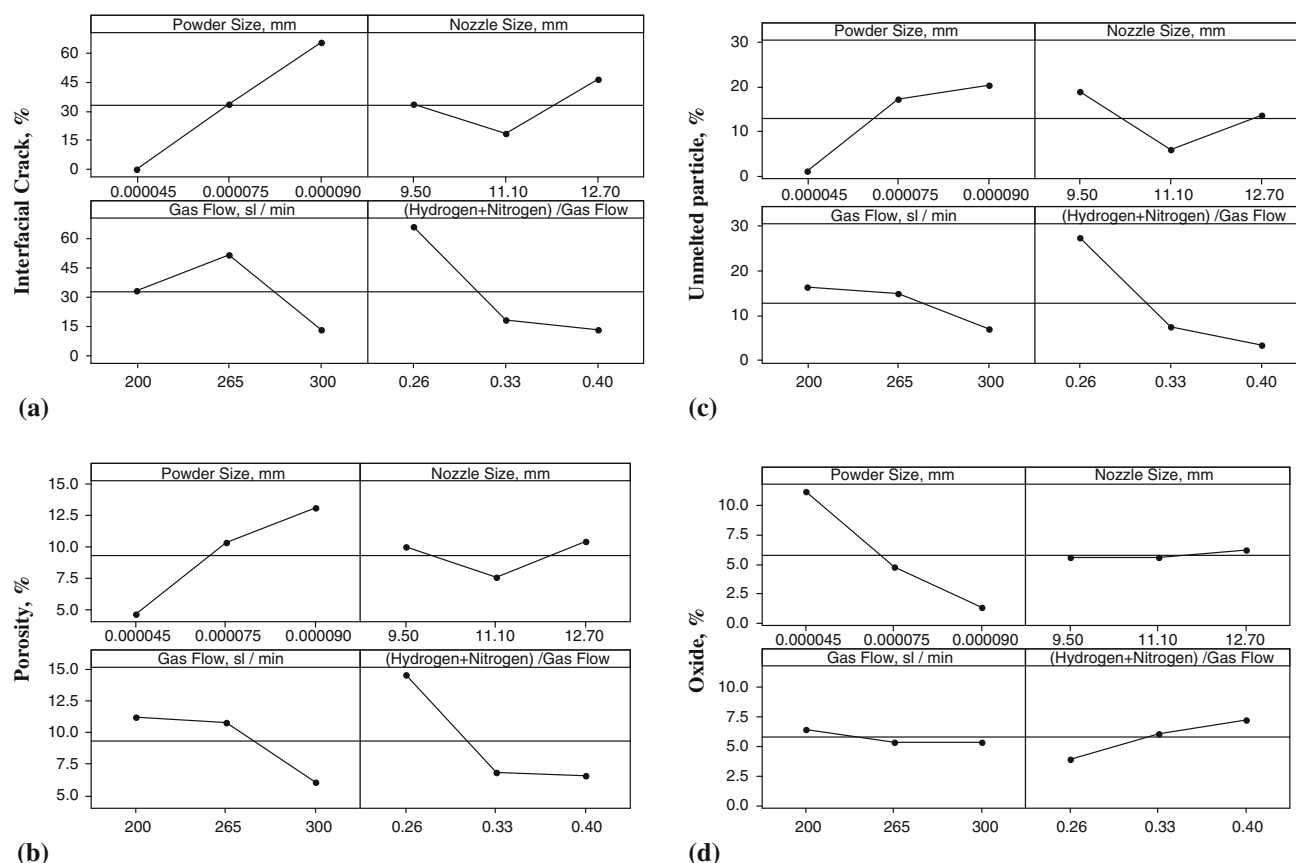 Powder Size, mm Nozzle Size, mm
60
45
30
15
0
0.000045 0.000075 0.000090 9.50 11.10 12.70
Gas Flow, sl / min (Hydrogen+Nitrogen) /Gas Flow
60
45
30
15
0
200 265 300 0.26 0.33 0.40
Interfacial Crack, %
(a)
Powder Size, mm Nozzle Size, mm
30
20
10
0
0.000045 0.000075 0.000090 9.50 11.10 12.70
Gas Flow, sl / min (Hydrogen+Nitrogen) /Gas Flow
30
20
10
0
200 265 300 0.26 0.33 0.40
Unmelted particle, %
(c)
Powder Size, mm Nozzle Size, mm
15.0
12.5
10.0
7.5
5.0
0.000045 0.000075 0.000090 9.50 11.10 12.70
Gas Flow, sl / min (Hydrogen+Nitrogen) /Gas Flow
15.0
12.5
10.0
7.5
5.0
200 265 300 0.26 0.33 0.40
Porosity, %
(b)
Powder Size, mm Nozzle Size, mm
10.0
7.5
5.0
2.5
0.0
0.000045 0.000075 0.000090 9.50 11.10 12.70
Gas Flow, sl / min (Hydrogen+Nitrogen) /Gas Flow
10.0
7.5
5.0
2.5
0.0
200 265 300 0.26 0.33 0.40
Oxide, %
(d)